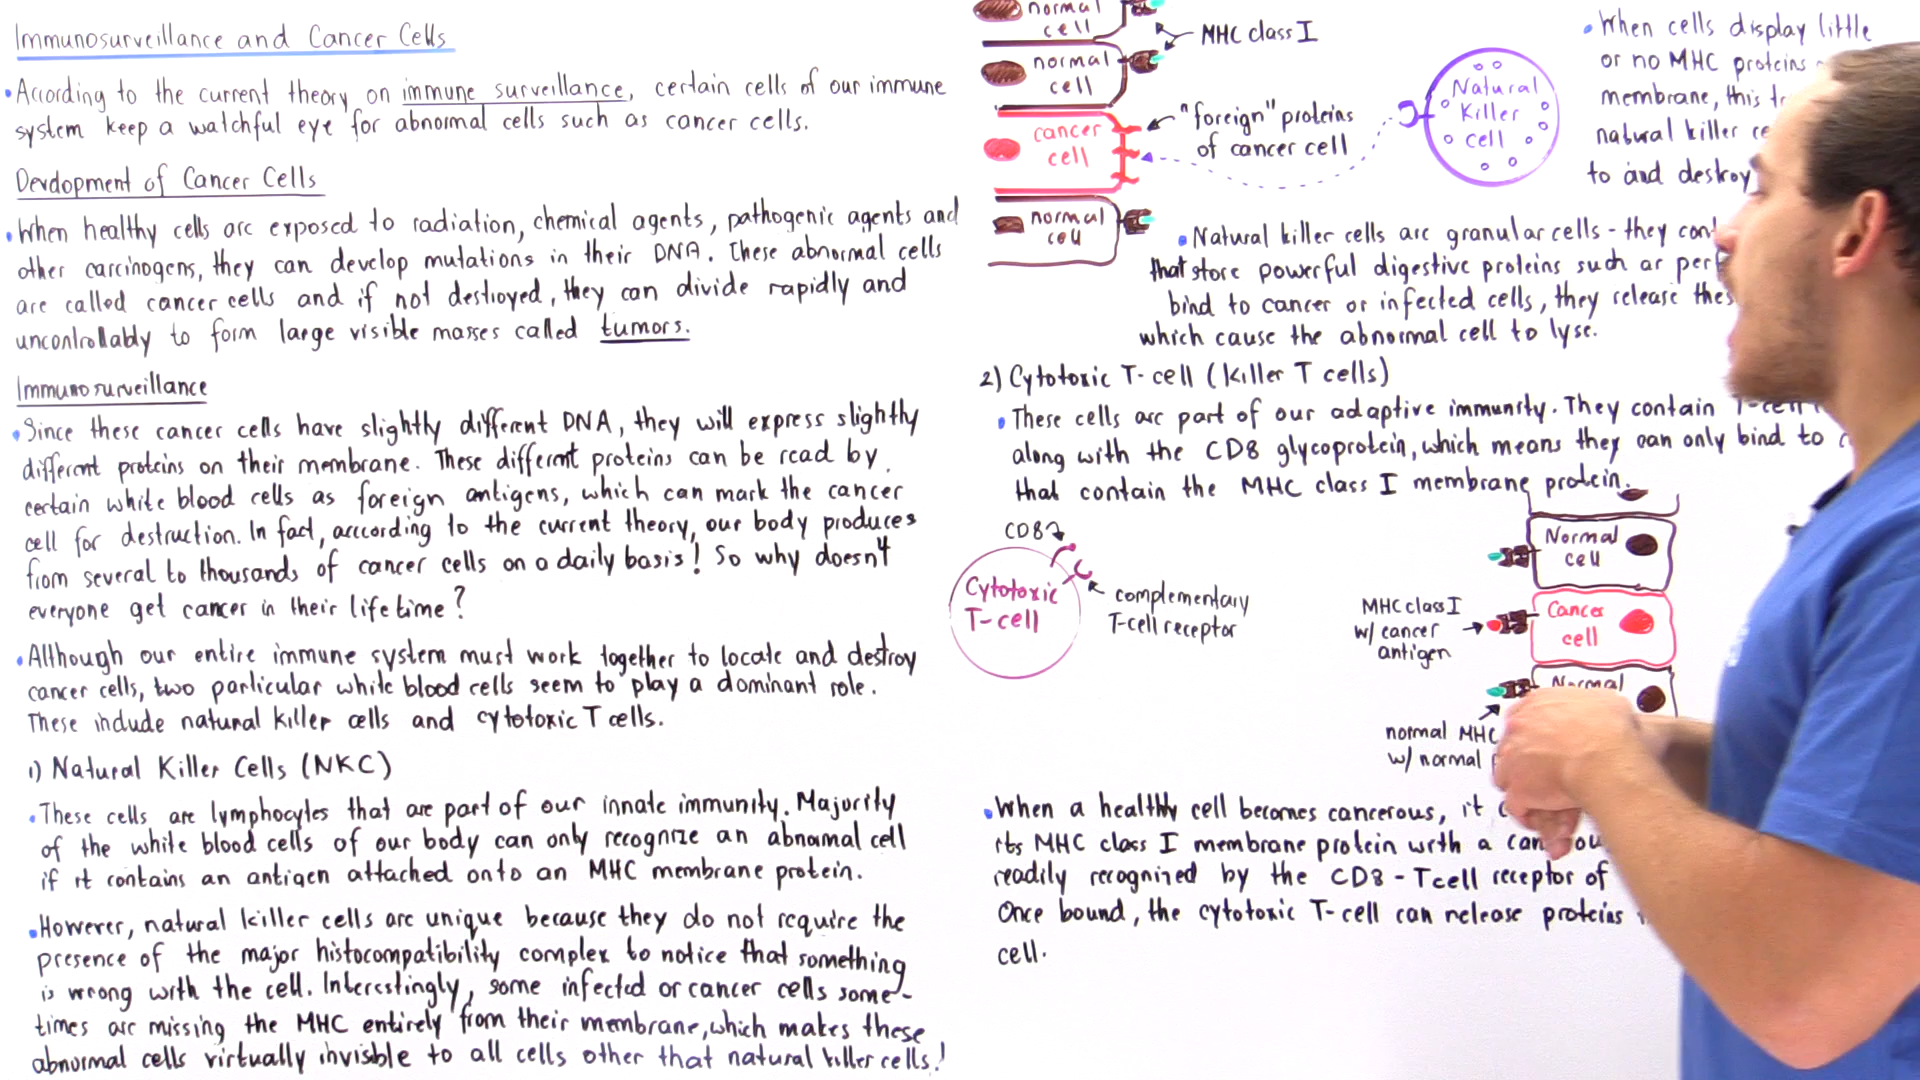 Immunosurveillance and Cancer Cells
• According to the current theory on immune surveillance, certain cells of our immune
system keep a watchful eye for abnormal cells such as cancer cells.
Devdopment of Cancer Cells
• When healthy cells are exposed to radiation, chemical agents, pathogenic agents and
other carcinogens, they can develop mutations in their DNA. These abnormal cells
are called cancer cells and if not destroyed, they can divide rapidly and
uncontrollably to form large visible masses called tumors.
Immunosurveillance
• Since these cancer cells have slightly different DNA, they will express slightly
different proteins on their membrane. These different proteins can be read by
certain white blood cells as foreign antigens, which can mark the cancer
cell for destruction. In fact, according to the current theory, our body produces
from several to thousands of cancer cells on a daily basis! So why doesn't
everyone get cancer in their lifetime?
• Although our entire immune system must work together to locate and destroy
cancer cells, two particular white blood cells seem to play a dominant role.
These include natural killer cells and cytotoxic T cells.
1) Natural Killer Cells (NKC)
• These cells are lymphocytes that are part of our innate immunity. Majority
of the white blood cells of our body can only recognize an abnormal cell
if it contains an antigen attached onto an MHC membrane protein.
• However, natural killer cells are unique because they do not require the
presence of the major histocompatibility complex to notice that something
is wrong with the cell. Interestingly, some infected or cancer cells some-
times are missing the MHC entirely from their membrane, which makes these
abnormal cells virtually invisble to all cells other that natural killer cells!
normal
cell
MHC class I
normal
cell
cancer
cell
"foreign" proteins
of cancer cell
normal
cell
Natural
Killer
cell
• When cells display little
or no MHC proteins
membrane, this
natural killer
to and destroy
• Natural killer cells are granular cells - they
that store powerful digestive proteins such as
bind to cancer or infected cells, they release
which cause the abnormal cell to lyse.
2) Cytotoxic T-cell (Killer T cells)
• These cells are part of our adaptive immunity. They contain T-cell
along with the CD8 glycoprotein, which means they can only bind to
that contain the MHC class I membrane protein.
CD8
Cytotoxic
T-cell
complementary
T-cell receptor
Normal
cell
MHC class I
w/ cancer
antigen
Cancer
cell
Normal
normal MHC
w/ normal
• When a healthy cell becomes cancerous, it
its MHC class I membrane protein with a
readily recognized by the CD8 - Tcell receptor of
Once bound, the cytotoxic T-cell can release proteins
cell.